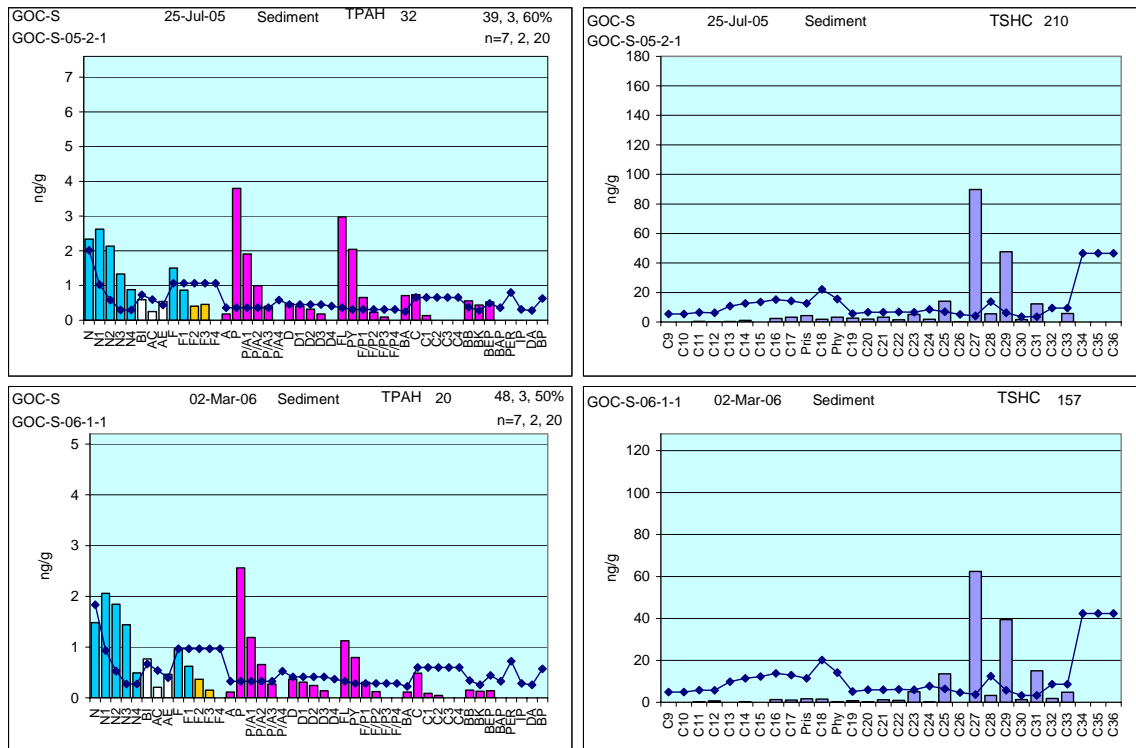 GOC-S 25-Jul-05 Sediment TPAH 32 39, 3, 60%
GOC-S-05-2-1 n=7, 2, 20
7
6
5
4
3
2
1
0
ng/g
N N1 N2 N3 N4 BI AC AE F F1 F2 F3 F4 A P P/A1 P/A2 P/A3 P/A4 D D1 D2 D3 D4 FL PY F/P1 F/P2 F/P3 F/P4 BA C C1 C2 C3 C4 BB BK BEP BAP PER IP DA BP
GOC-S 25-Jul-05 Sediment TSHC 210
GOC-S-05-2-1
180
160
140
120
100
80
60
40
20
0
ng/g
C9 C10 C11 C12 C13 C14 C15 C16 C17 Pris C18 Phy C19 C20 C21 C22 C23 C24 C25 C26 C27 C28 C29 C30 C31 C32 C33 C34 C35 C36
GOC-S 02-Mar-06 Sediment TPAH 20 48, 3, 50%
GOC-S-06-1-1 n=7, 2, 20
5
4
3
2
1
0
ng/g
N N1 N2 N3 N4 BI AC AE F F1 F2 F3 F4 A P P/A1 P/A2 P/A3 P/A4 D D1 D2 D3 D4 FL PY F/P1 F/P2 F/P3 F/P4 BA C C1 C2 C3 C4 BB BK BEP BAP PER IP DA BP
GOC-S-06-1-1 02-Mar-06 Sediment TSHC 157
120
100
80
60
40
20
0
ng/g
C9 C10 C11 C12 C13 C14 C15 C16 C17 Pris C18 Phy C19 C20 C21 C22 C23 C24 C25 C26 C27 C28 C29 C30 C31 C32 C33 C34 C35 C36